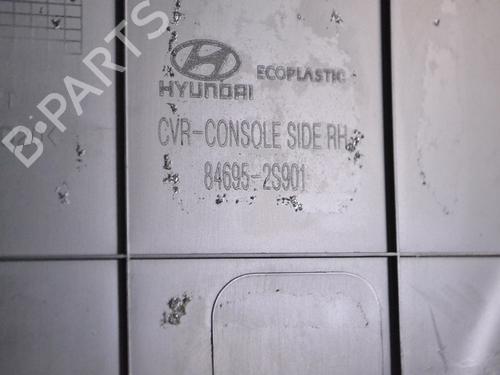 B-PARTS
HYUNDAI ECOPLASTIC
CVR-CONSOLE SIDE RH
84695-2S901